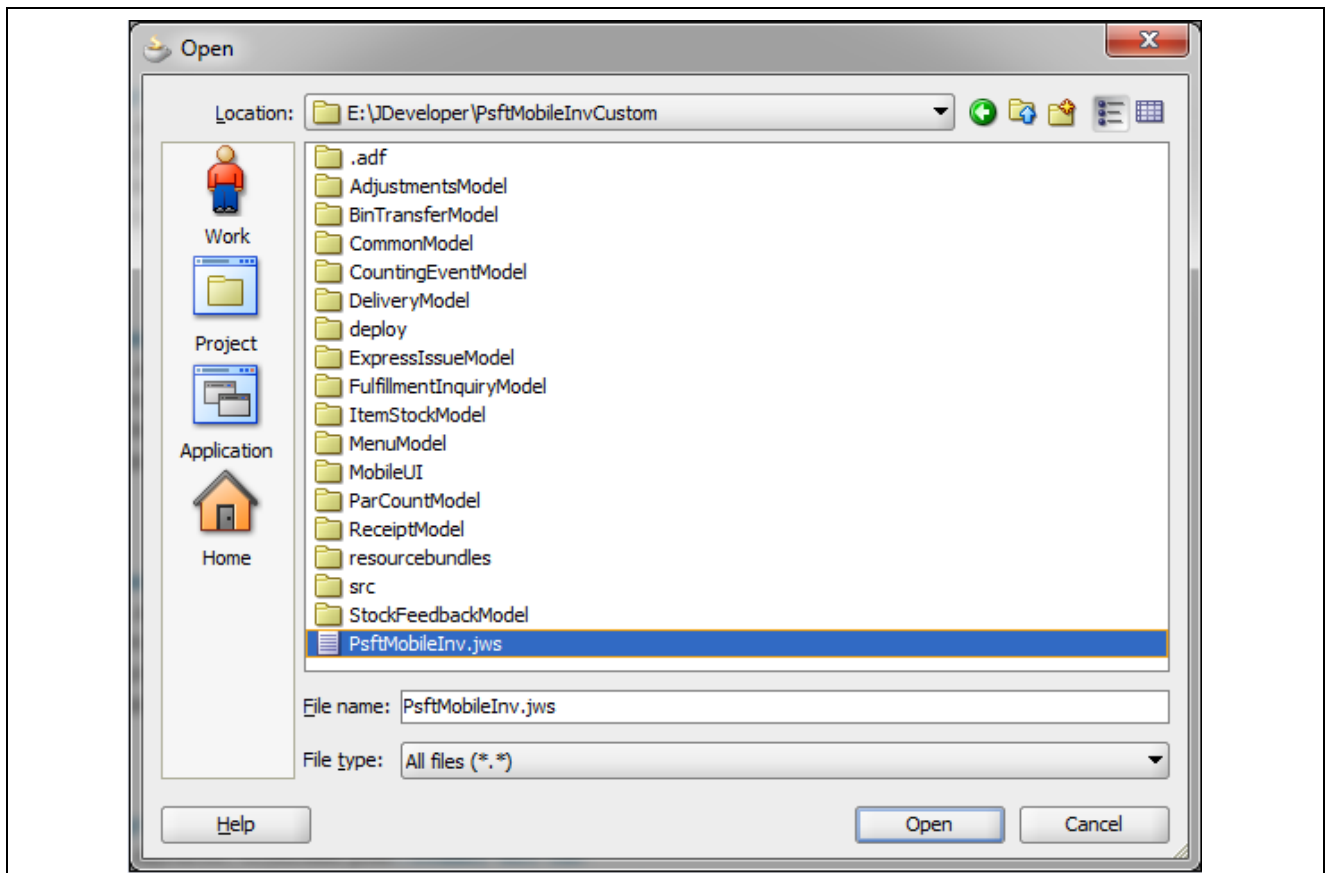 Open
Location: E:\JDeveloper\PsftMobileInvCustom
.adf
AdjustmentsModel
BinTransferModel
CommonModel
CountingEventModel
DeliveryModel
deploy
ExpressIssueModel
FulfillmentInquiryModel
ItemStockModel
MenuModel
MobileUI
ParCountModel
ReceiptModel
resourcebundles
src
StockFeedbackModel
PsftMobileInv.jws
Work
Project
Application
Home
File name: PsftMobileInv.jws
File type: All files (*.*)
Help Open Cancel